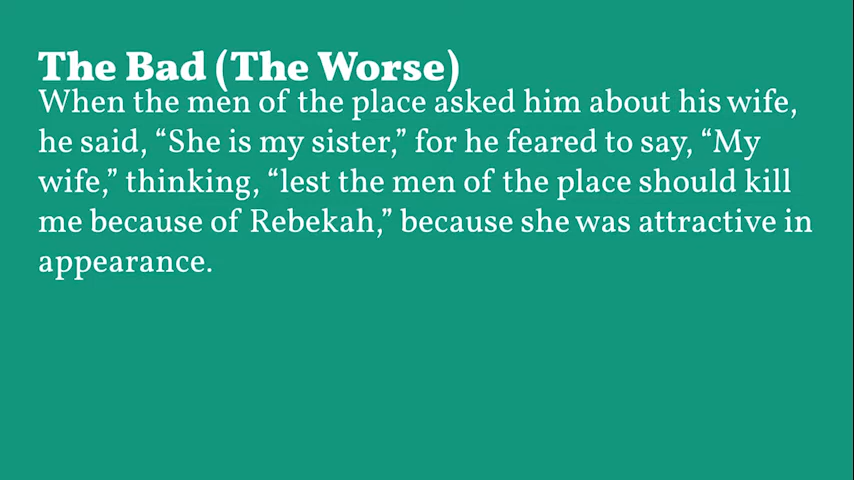 The Bad (The Worse)
When the men of the place asked him about his wife,
he said, “She is my sister,” for he feared to say, “My
wife,” thinking, “lest the men of the place should kill
me because of Rebekah,” because she was attractive in
appearance.